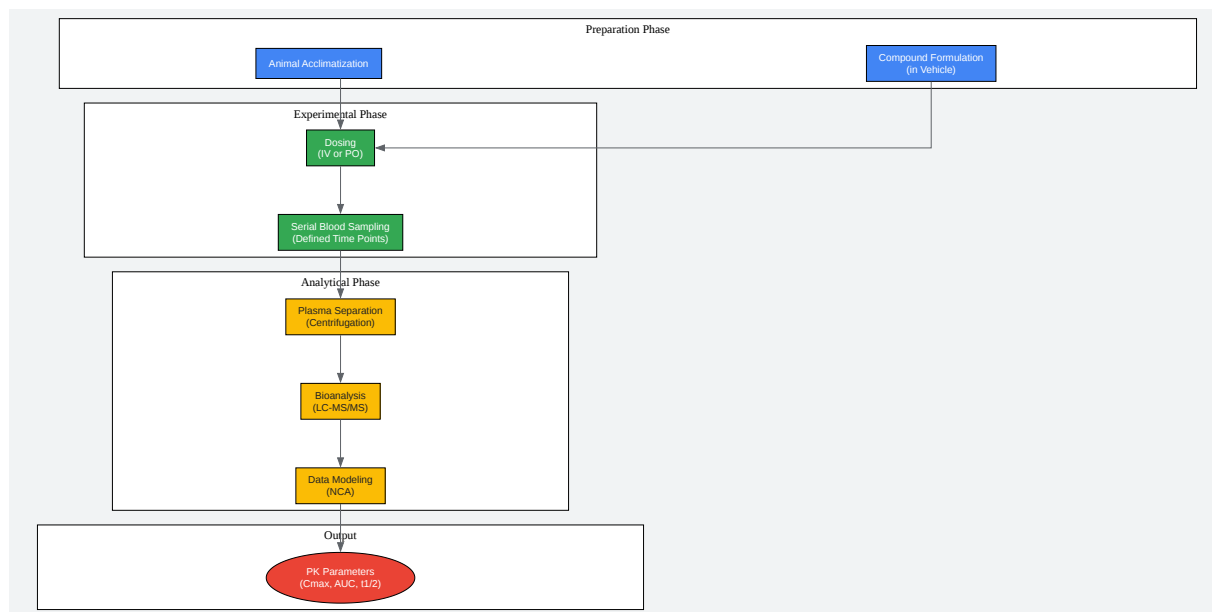 Preparation Phase
Animal Acclimatization
Compound Formulation
(in Vehicle)
Experimental Phase
Dosing
(IV or PO)
Serial Blood Sampling
(Defined Time Points)
Analytical Phase
Plasma Separation
(Centrifugation)
Bioanalysis
(LC-MS/MS)
Data Modeling
(NCA)
Output
PK Parameters
(Cmax, AUC, t1/2)